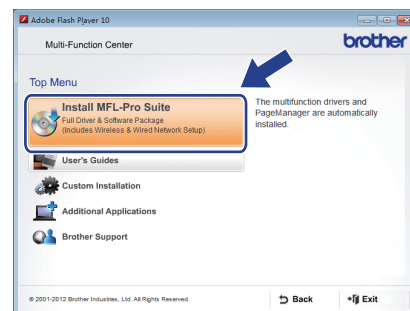 Adobe Flash Player 10
Multi-Function Center
brother
Top Menu
Install MFL-Pro Suite
Full Driver & Software Package
(Includes Wireless & Wired Network Setup)
The multifunction drivers and
PageManager are automatically
installed.
User's Guides
Custom Installation
Additional Applications
Brother Support
© 2001-2012 Brother Industries, Ltd. All Rights Reserved.
Back
Exit